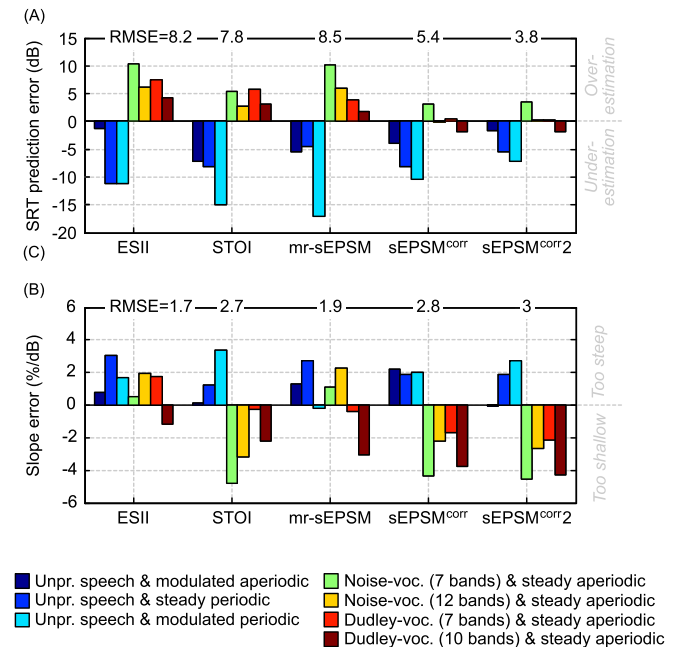 (A)
RMSE=8.2 7.8 8.5 5.4 3.8
15
10
5
0
-5
-10
-15
-20
SRT prediction error (dB)
Over-
estimation
Under-
estimation
ESII STOI mr-sEPSM sEPSMcorr sEPSMcorr2
(C)
(B)
RMSE=1.7 2.7 1.9 2.8 3
6
4
2
0
-2
-4
-6
Slope error (%/dB)
Too steep
Too shallow
ESII STOI mr-sEPSM sEPSMcorr sEPSMcorr2
Unpr. speech & modulated aperiodic
Unpr. speech & steady periodic
Unpr. speech & modulated periodic
Noise-voc. (7 bands) & steady aperiodic
Noise-voc. (12 bands) & steady aperiodic
Dudley-voc. (7 bands) & steady aperiodic
Dudley-voc. (10 bands) & steady aperiodic